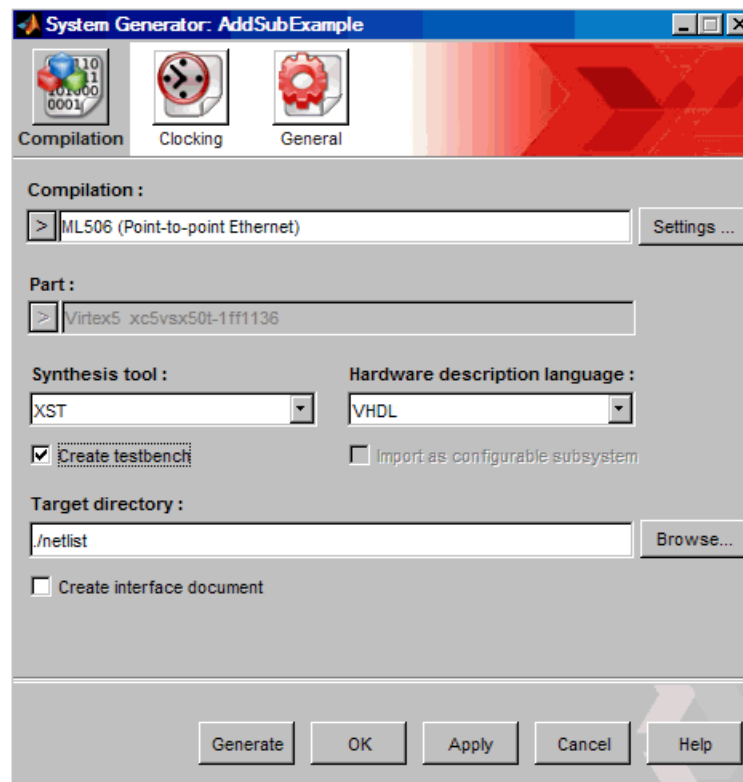 System Generator: AddSubExample
Compilation Clocking General
Compilation :
> ML506 (Point-to-point Ethernet) Settings ...
Part :
> Virtex5 xc5vsx50t-1ff1136
Synthesis tool : Hardware description language :
XST VHDL
Create testbench Import as configurable subsystem
Target directory :
./netlist Browse...
Create interface document
Generate OK Apply Cancel Help